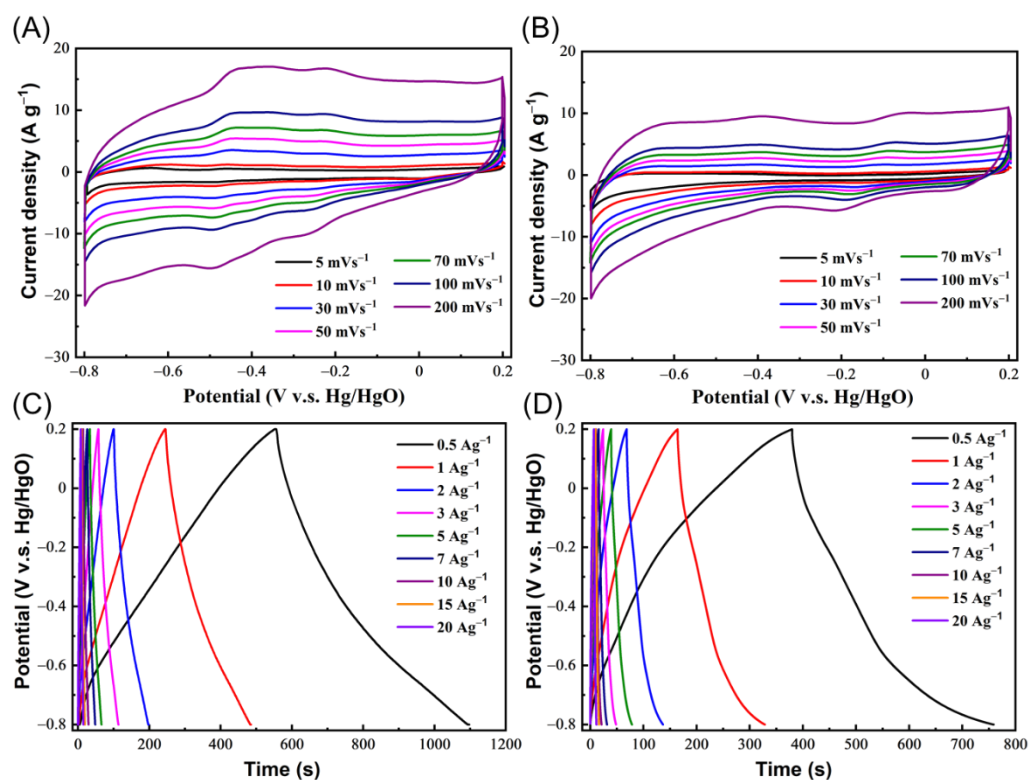 (A)
Current density (A g⁻¹)
20
10
0
−10
−20
−30
−0.8
−0.6
−0.4
−0.2
0
0.2
Potential (V v.s. Hg/HgO)
5 mVs⁻¹
10 mVs⁻¹
30 mVs⁻¹
50 mVs⁻¹
70 mVs⁻¹
100 mVs⁻¹
200 mVs⁻¹
(B)
Current density (A g⁻¹)
20
10
0
−10
−20
−30
−0.8
−0.6
−0.4
−0.2
0
0.2
Potential (V v.s. Hg/HgO)
5 mVs⁻¹
10 mVs⁻¹
30 mVs⁻¹
50 mVs⁻¹
70 mVs⁻¹
100 mVs⁻¹
200 mVs⁻¹
(C)
Potential (V v.s. Hg/HgO)
0.2
0
−0.2
−0.4
−0.6
−0.8
0
200
400
600
800
1000
1200
Time (s)
0.5 Ag⁻¹
1 Ag⁻¹
2 Ag⁻¹
3 Ag⁻¹
5 Ag⁻¹
7 Ag⁻¹
10 Ag⁻¹
15 Ag⁻¹
20 Ag⁻¹
(D)
Potential (V v.s. Hg/HgO)
0.2
0
−0.2
−0.4
−0.6
−0.8
0
100
200
300
400
500
600
700
800
Time (s)
0.5 Ag⁻¹
1 Ag⁻¹
2 Ag⁻¹
3 Ag⁻¹
5 Ag⁻¹
7 Ag⁻¹
10 Ag⁻¹
15 Ag⁻¹
20 Ag⁻¹